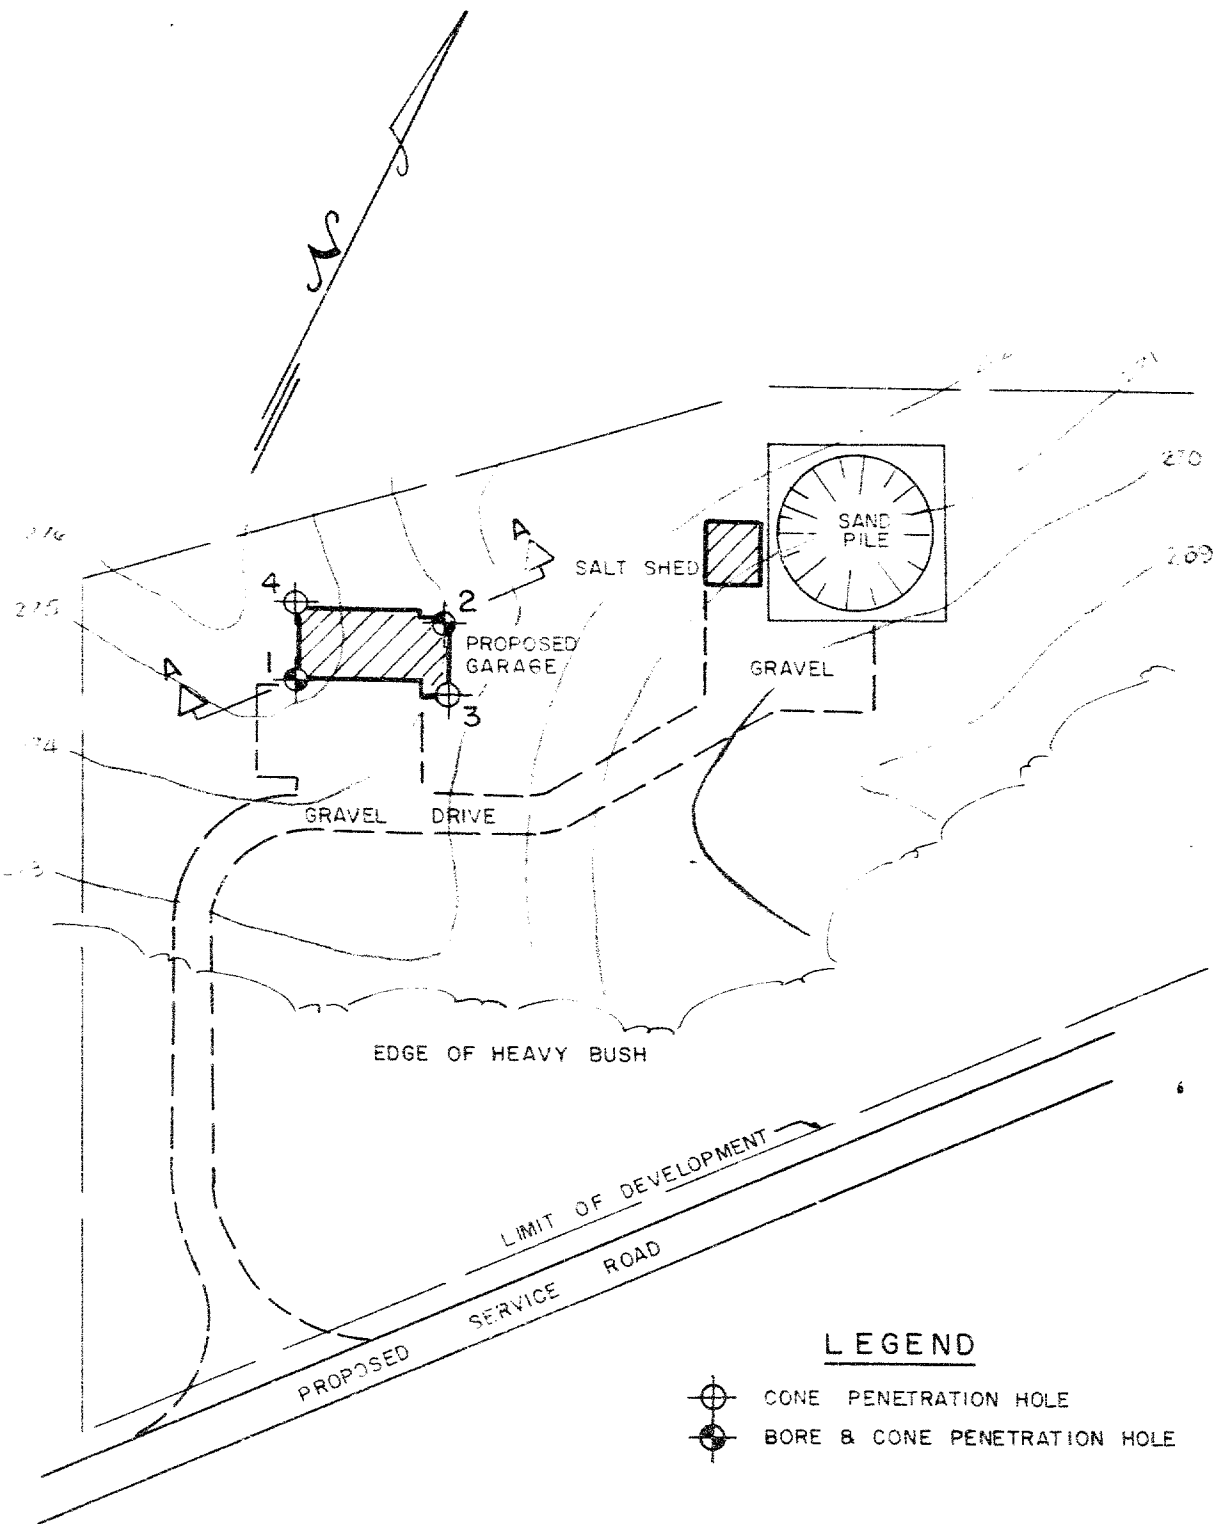 N
270
269
275
A
A
4
2
1
3
SALT SHED
SAND
PILE
PROPOSED
GARAGE
GRAVEL
GRAVEL DRIVE
EDGE OF HEAVY BUSH
LIMIT OF DEVELOPMENT
PROPOSED SERVICE ROAD
LEGEND
CONE PENETRATION HOLE
BORE & CONE PENETRATION HOLE